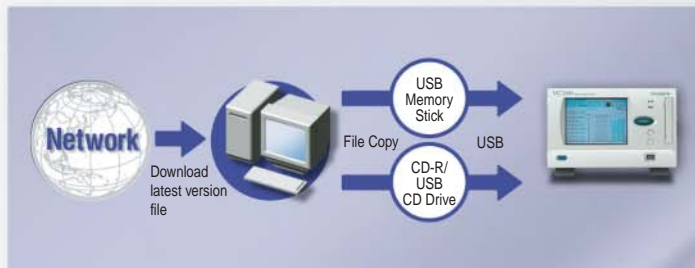 Network
Download
latest version
file
File Copy
USB
Memory
Stick
CD-R/
USB
CD Drive
USB